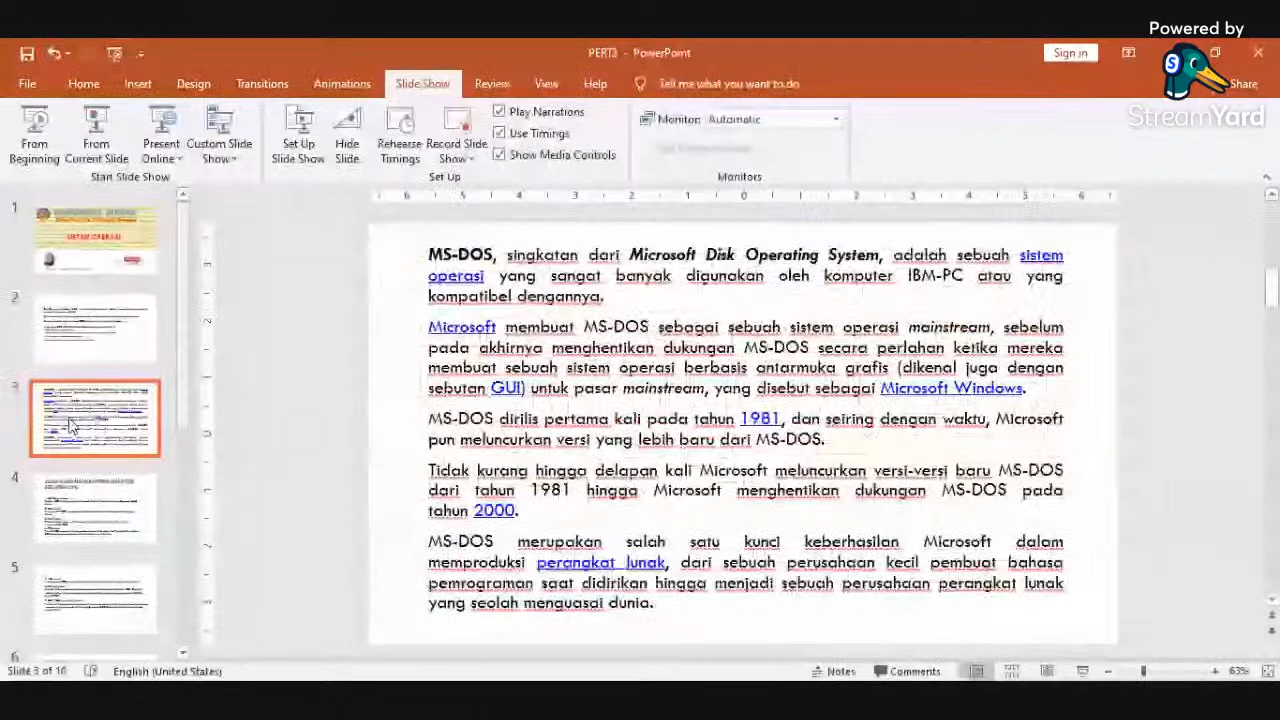 Powered by
StreamYard
PERT3 - PowerPoint
Sign in
File Home Insert Design Transitions Animations Slide Show Review View Help Tell me what you want to do Share
From Beginning
From Current Slide
Present Online
Custom Slide Show
Set Up Slide Show
Hide Slide
Rehearse Timings
Record Slide Show
Play Narrations
Use Timings
Show Media Controls
Monitor: Automatic
Start Slide Show
Set Up
Monitors
1
2
3
4
5
6
MS-DOS, singkatan dari Microsoft Disk Operating System, adalah sebuah sistem
operasi yang sangat banyak digunakan oleh komputer IBM-PC atau yang
kompatibel dengannya.
Microsoft membuat MS-DOS sebagai sebuah sistem operasi mainstream, sebelum
pada akhirnya menghentikan dukungan MS-DOS secara perlahan ketika mereka
membuat sebuah sistem operasi berbasis antarmuka grafis (dikenal juga dengan
sebutan GUI) untuk pasar mainstream, yang disebut sebagai Microsoft Windows.
MS-DOS dirilis pertama kali pada tahun 1981, dan seiring dengan waktu, Microsoft
pun meluncurkan versi yang lebih baru dari MS-DOS.
Tidak kurang hingga delapan kali Microsoft meluncurkan versi-versi baru MS-DOS
dari tahun 1981 hingga Microsoft menghentikan dukungan MS-DOS pada
tahun 2000.
MS-DOS merupakan salah satu kunci keberhasilan Microsoft dalam
memproduksi perangkat lunak, dari sebuah perusahaan kecil pembuat bahasa
pemrograman saat didirikan hingga menjadi sebuah perusahaan perangkat lunak
yang seolah menguasai dunia.
Slide 3 of 16 English (United States) Notes Comments 63%